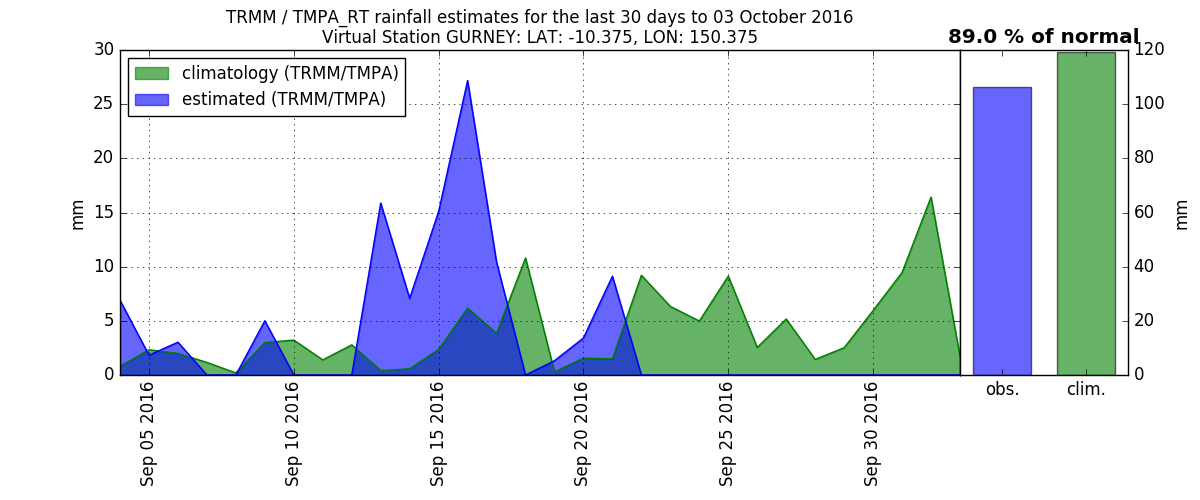 TRMM / TMPA_RT rainfall estimates for the last 30 days to 03 October 2016
Virtual Station GURNEY: LAT: -10.375, LON: 150.375
89.0 % of normal
climatology (TRMM/TMPA)
estimated (TRMM/TMPA)
30
25
20
15
10
5
0
mm
120
100
80
60
40
20
0
mm
Sep 05 2016
Sep 10 2016
Sep 15 2016
Sep 20 2016
Sep 25 2016
Sep 30 2016
obs.
clim.